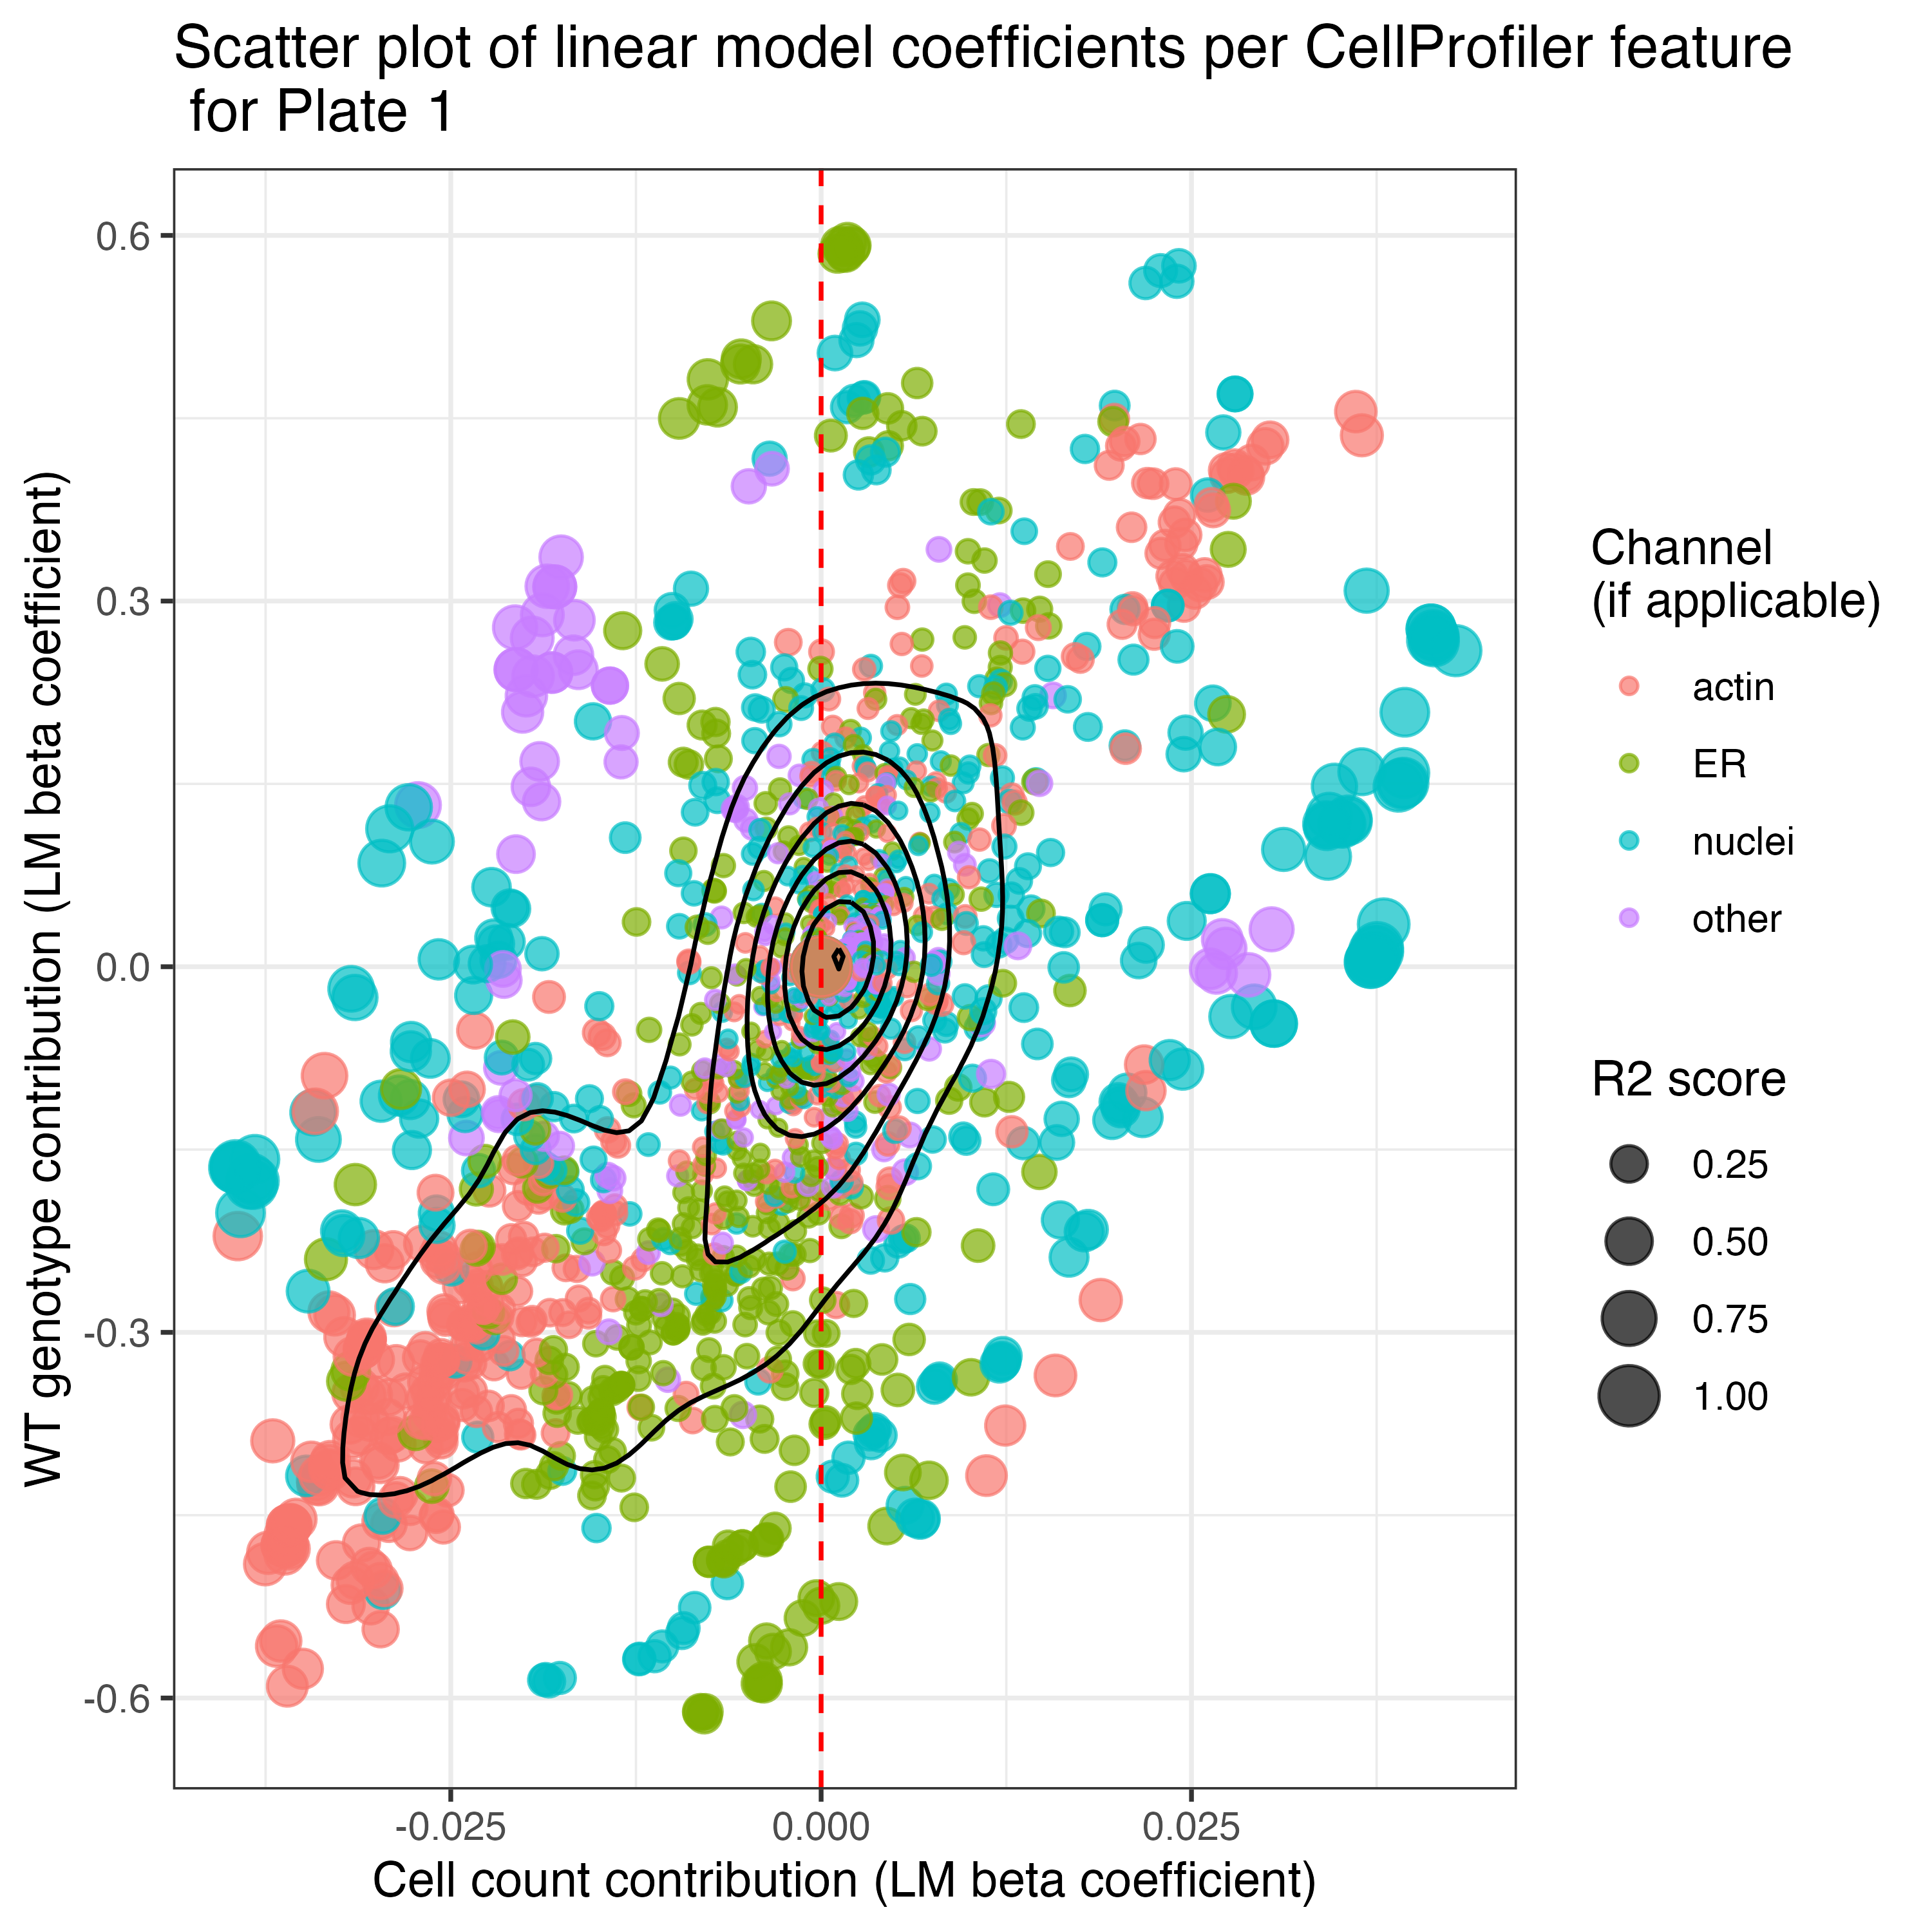 Scatter plot of linear model coefficients per CellProfiler feature
for Plate 1
WT genotype contribution (LM beta coefficient)
0.6
0.3
0.0
-0.3
-0.6
-0.025
0.000
0.025
Cell count contribution (LM beta coefficient)
Channel
(if applicable)
actin
ER
nuclei
other
R2 score
0.25
0.50
0.75
1.00